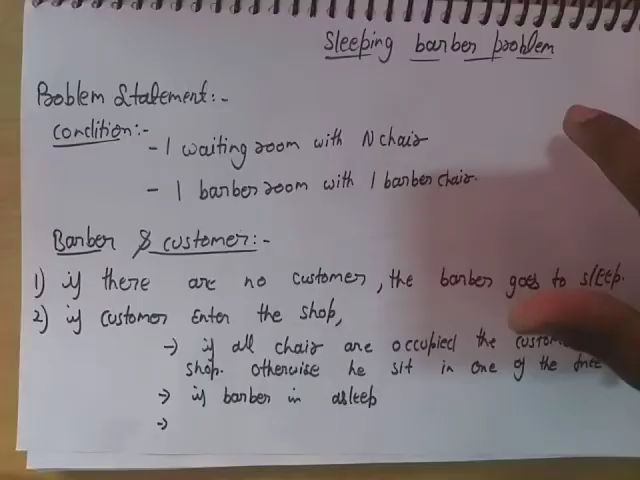 Sleeping barber problem
Problem Statement:-
condition:-
- 1 waiting room with N chair
- 1 barber room with 1 barber chair.
Barber & customer:-
1) if there are no customer, the barber goes to sleep.
2) if customer Enter the shop,
→ if all chair are occupied the
shop. otherwise he sit in one of the free
→ if barber in asleep
→